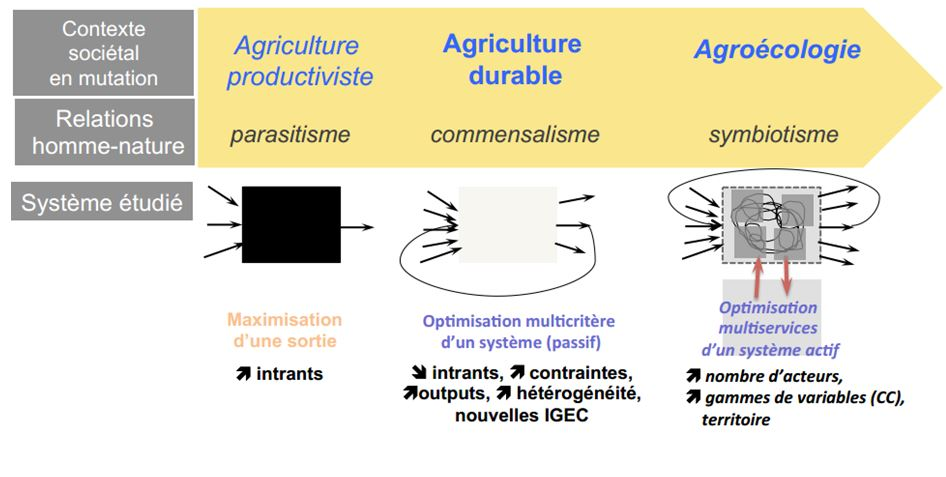 Contexte
sociétal
en mutation
Agriculture
productiviste
Agriculture
durable
Agroécologie
Relations
homme-nature
parasitisme
commensalisme
symbiotisme
Système étudié
Maximisation
d'une sortie
↗ intrants
Optimisation multicritère
d'un système (passif)
↘ intrants, ↗ contraintes,
↗outputs, ↗ hétérogénéité,
nouvelles IGEC
Optimisation
multiservices
d'un système actif
↗ nombre d'acteurs,
↗ gammes de variables (CC),
territoire